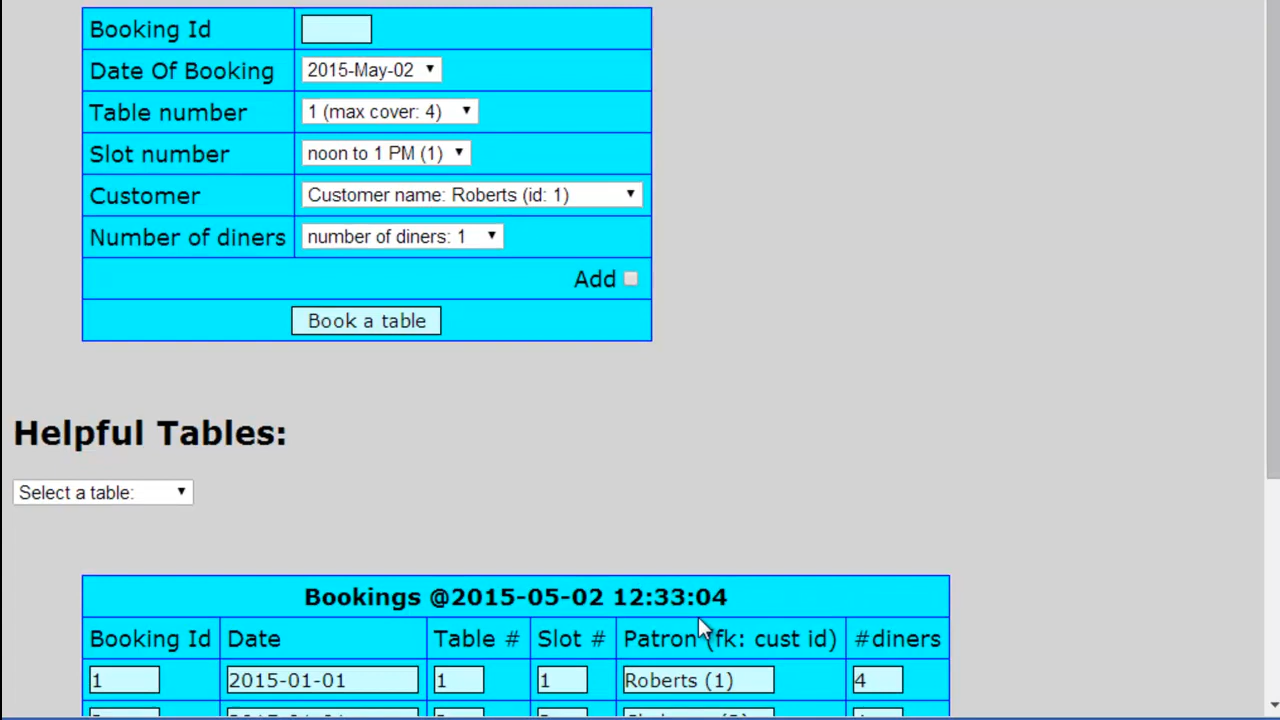 Booking Id
Date Of Booking 2015-May-02
Table number 1 (max cover: 4)
Slot number noon to 1 PM (1)
Customer Customer name: Roberts (id: 1)
Number of diners number of diners: 1
Add
Book a table
Helpful Tables:
Select a table:
Bookings @2015-05-02 12:33:04
Booking Id Date Table # Slot # Patron (fk: cust id) #diners
1 2015-01-01 1 1 Roberts (1) 4